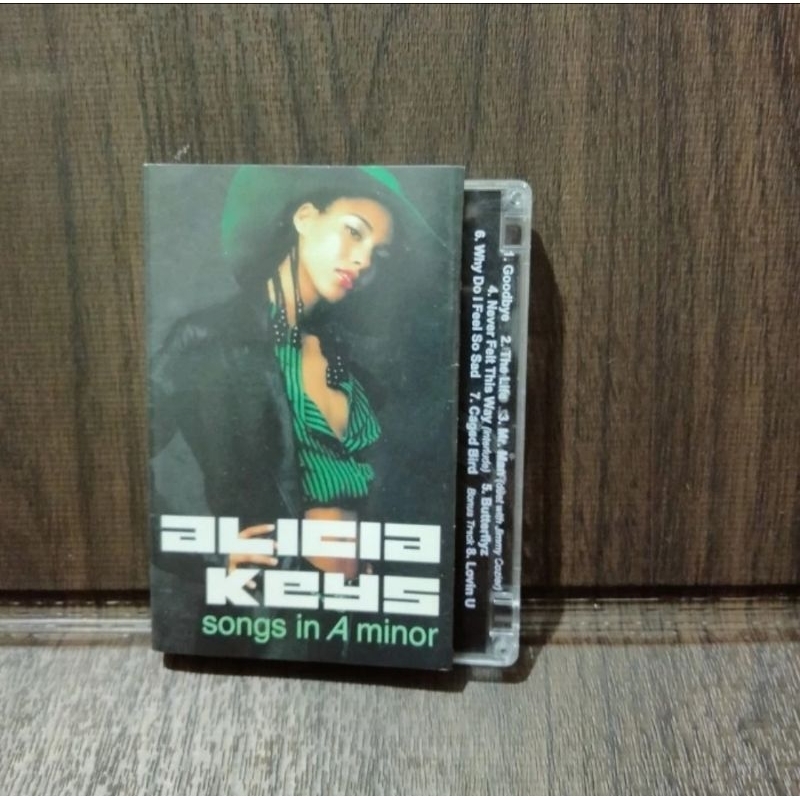 alicia
keys
songs in A minor
1. Goodbye 2. The Life 3. Mr. Man (duet with Jimmy Cozier)
4. Never Felt This Way (Interlude) 5. Butterflyz
6. Why Do I Feel So Sad 7. Caged Bird
Bonus Track 8. Lovin U